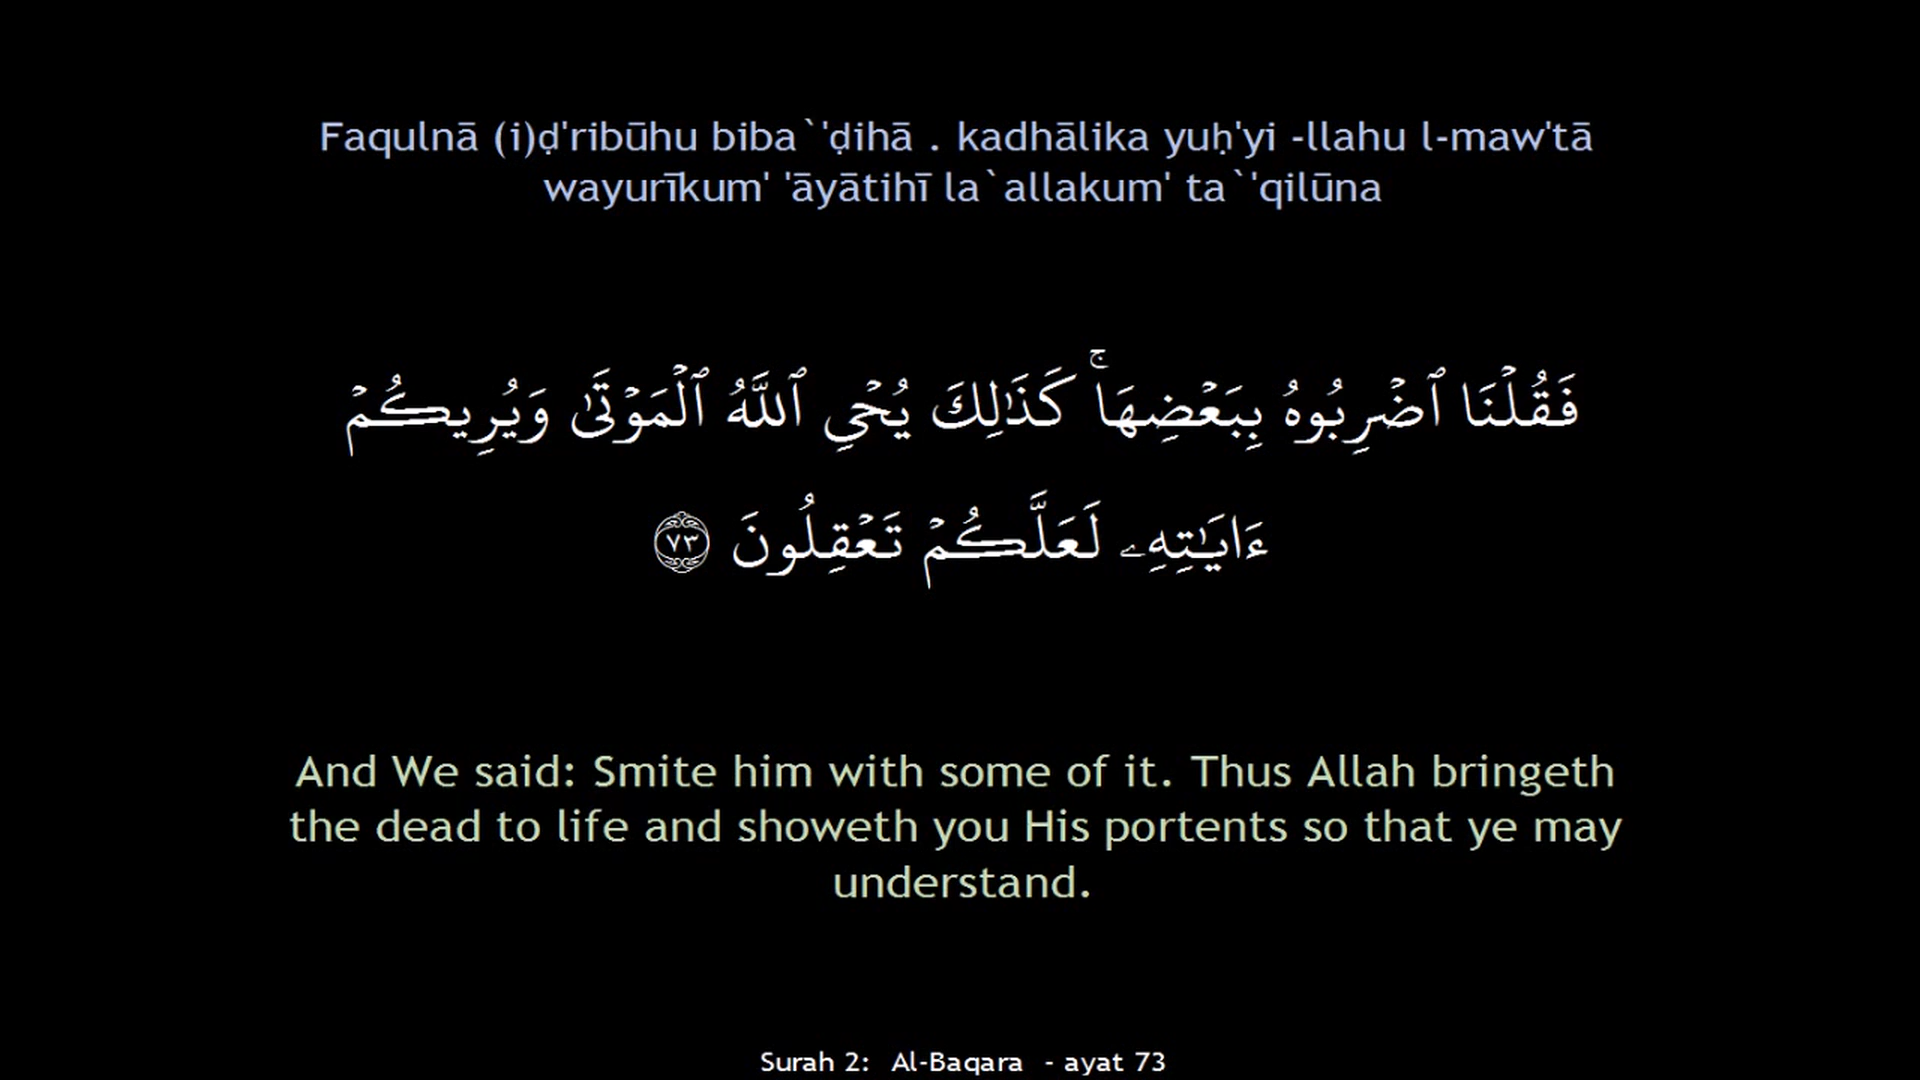 Faqulnā (i)ḍ'ribūhu biba`'ḍihā . kadhālika yuḥ'yi -llahu l-maw'tā
wayurīkum' 'āyātihī la`allakum' ta`'qilūna
فَقُلۡنَا ٱضۡرِبُوهُ بِبَعۡضِهَاۚ كَذَٰلِكَ يُحۡيِ ٱللَّهُ ٱلۡمَوۡتَىٰ وَيُرِيكُمۡ
ءَايَٰتِهِۦ لَعَلَّكُمۡ تَعۡقِلُونَ ٧٣
And We said: Smite him with some of it. Thus Allah bringeth
the dead to life and showeth you His portents so that ye may
understand.
Surah 2: Al-Baqara - ayat 73